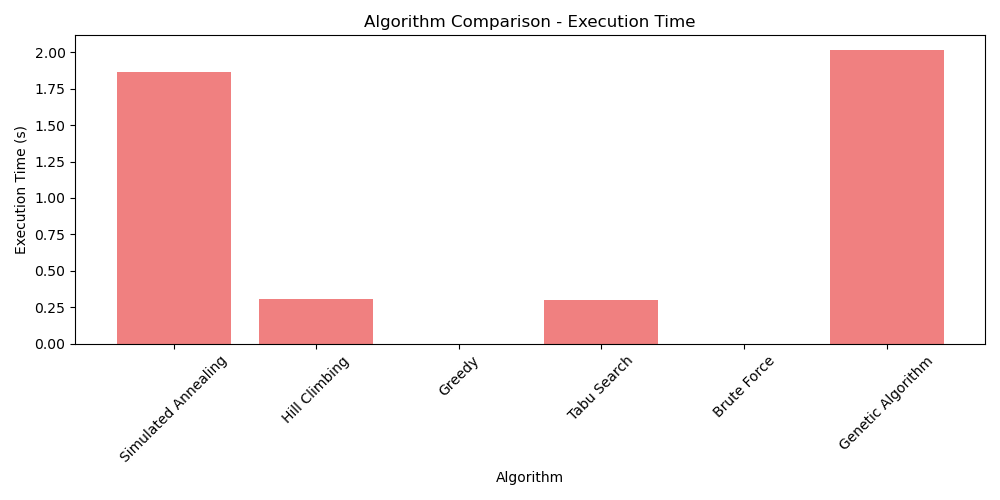 Algorithm Comparison - Execution Time
Execution Time (s)
2.00
1.75
1.50
1.25
1.00
0.75
0.50
0.25
0.00
Simulated Annealing
Hill Climbing
Greedy
Tabu Search
Brute Force
Genetic Algorithm
Algorithm